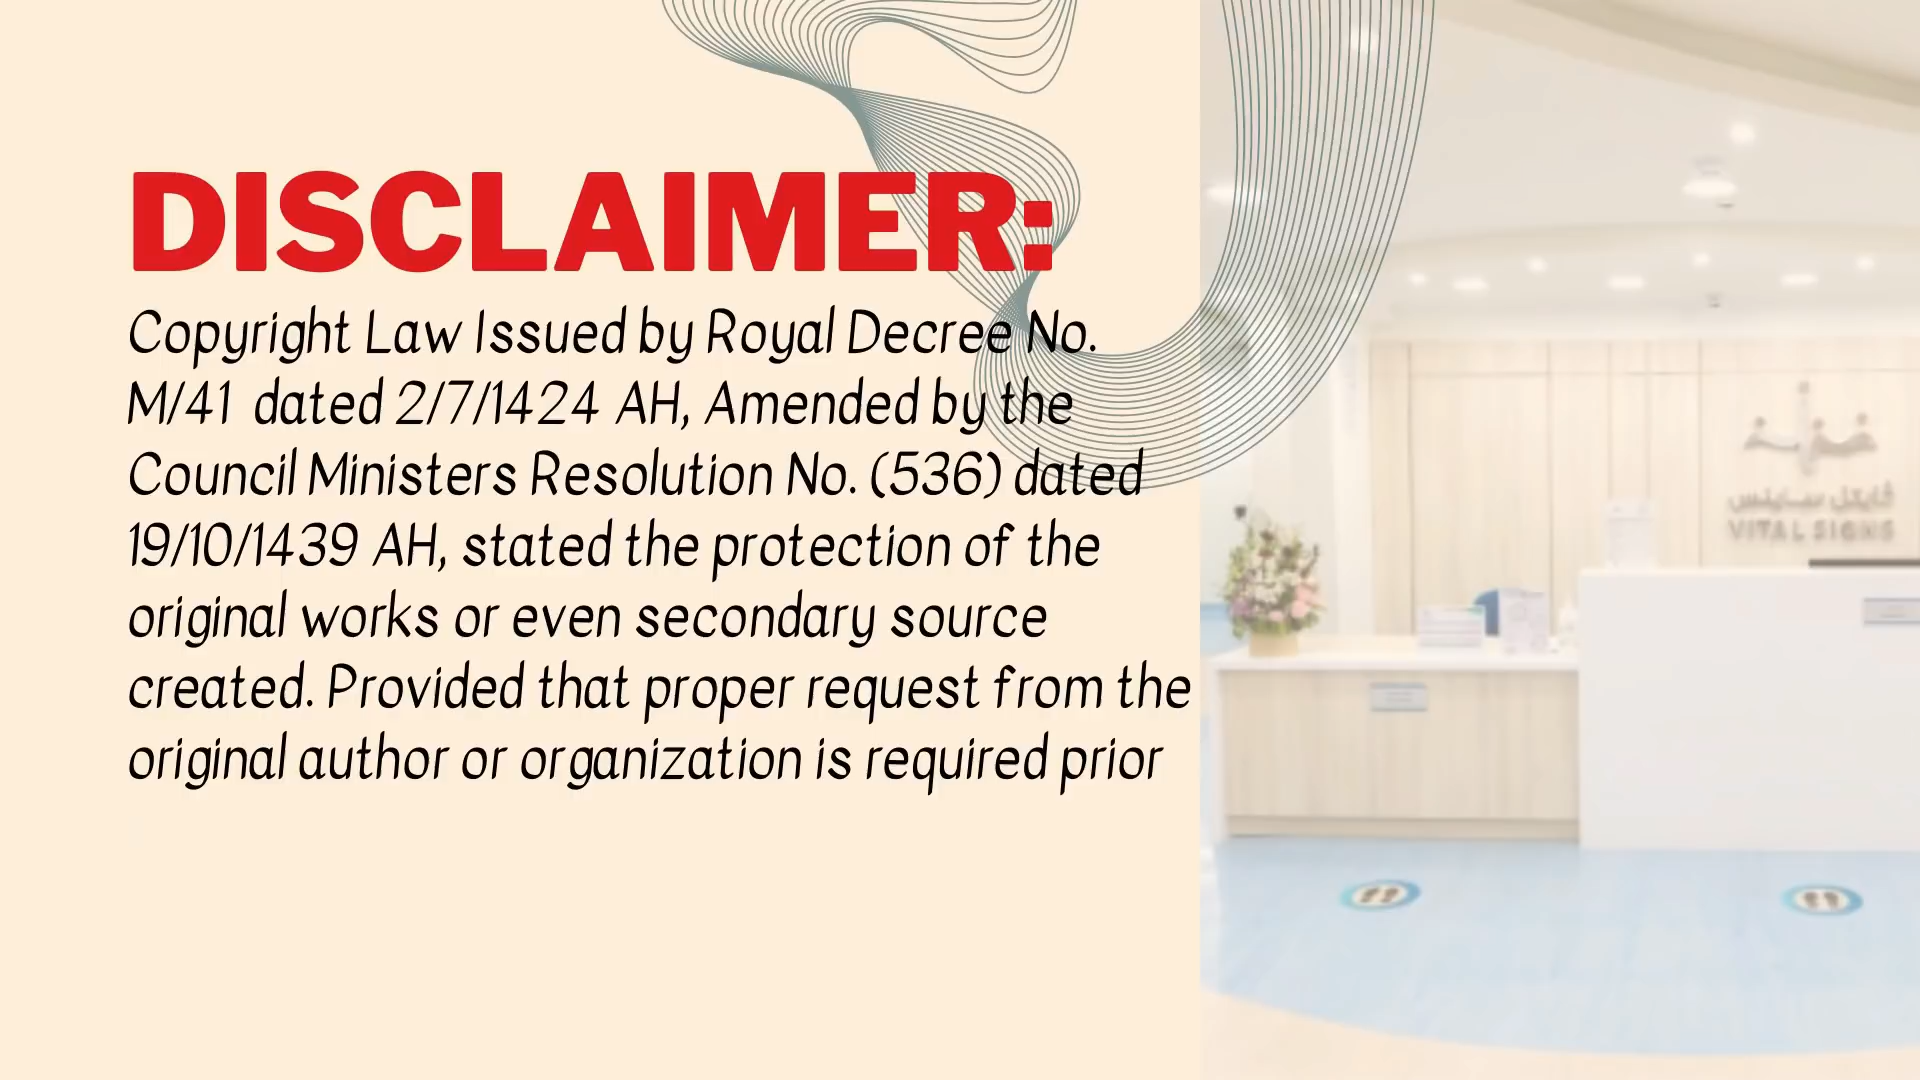 DISCLAIMER:
Copyright Law Issued by Royal Decree No.
M/41 dated 2/7/1424 AH, Amended by the
Council Ministers Resolution No. (536) dated
19/10/1439 AH, stated the protection of the
original works or even secondary source
created. Provided that proper request from the
original author or organization is required prior
ڤايتل ساينس
VITAL SIGNS